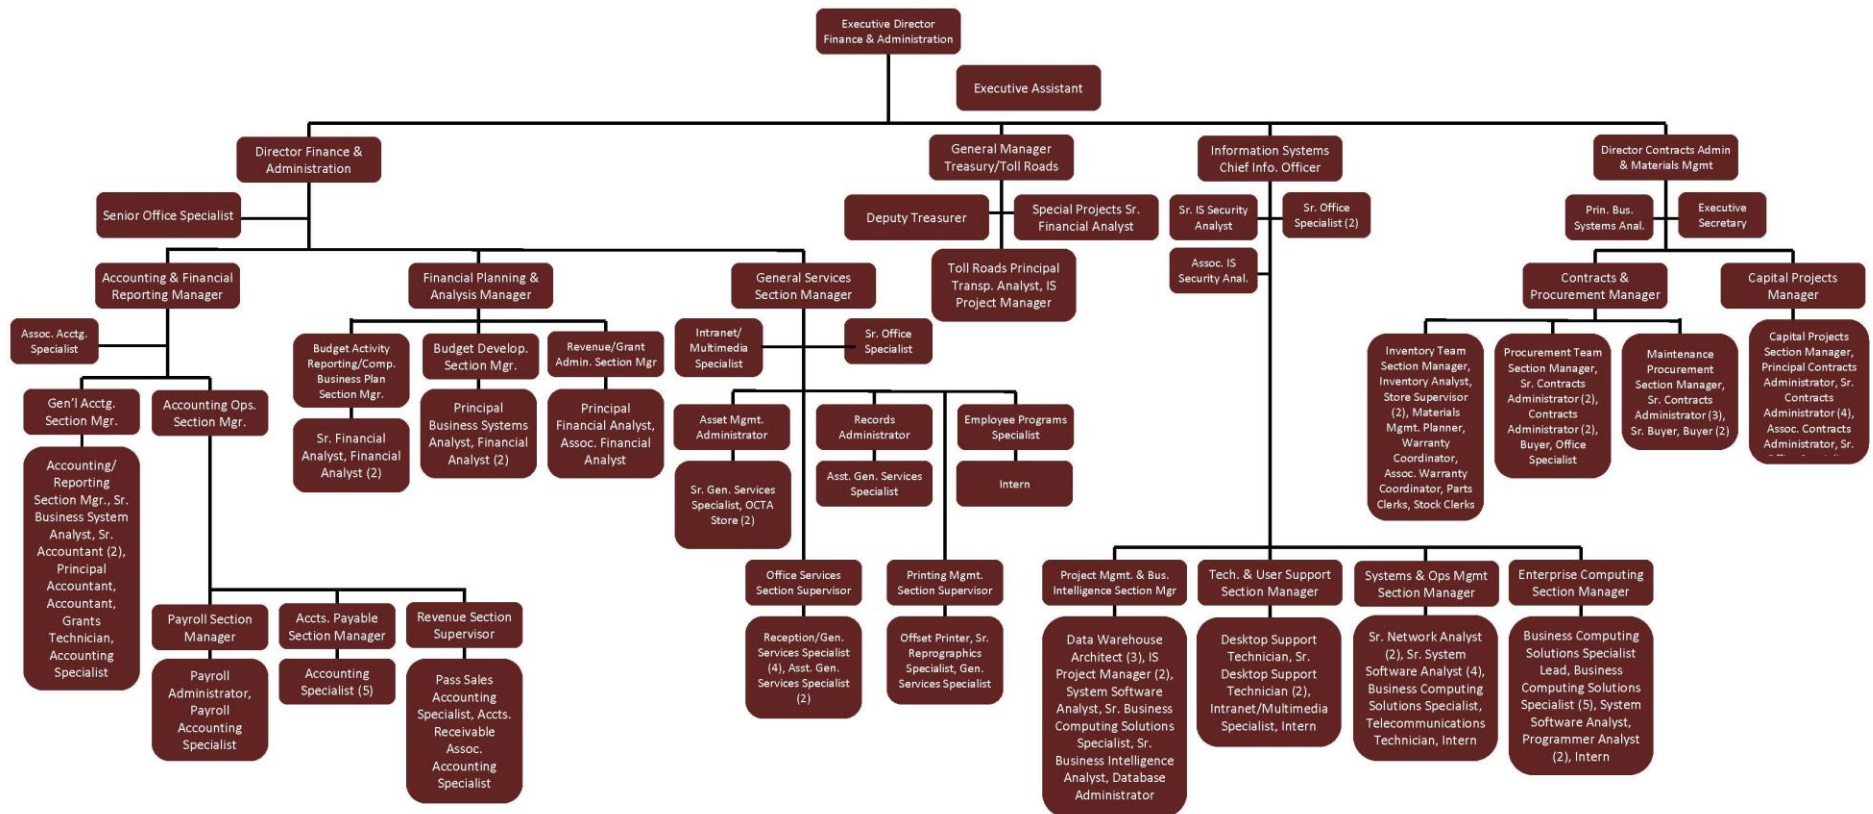 Executive Director
Finance & Administration
Executive Assistant
Director Finance &
Administration
General Manager
Treasury/Toll Roads
Information Systems
Chief Info. Officer
Director Contracts Admin
& Materials Mgmt
Senior Office Specialist
Deputy Treasurer
Special Projects Sr.
Financial Analyst
Sr. IS Security
Analyst
Sr. Office
Specialist (2)
Prin. Bus.
Systems Anal.
Executive
Secretary
Accounting & Financial
Reporting Manager
Financial Planning &
Analysis Manager
General Services
Section Manager
Toll Roads Principal
Transp. Analyst, IS
Project Manager
Assoc. IS
Security Anal.
Contracts &
Procurement Manager
Capital Projects
Manager
Assoc. Acctg.
Specialist
Budget Activity
Reporting/Comp.
Business Plan
Section Mgr.
Budget Develop.
Section Mgr.
Revenue/Grant
Admin. Section Mgr
Intranet/
Multimedia
Specialist
Sr. Office
Specialist
Inventory Team
Section Manager,
Inventory Analyst,
Store Supervisor
(2), Materials
Mgmt. Planner,
Warranty
Coordinator,
Assoc. Warranty
Coordinator, Parts
Clerks, Stock Clerks
Procurement Team
Section Manager,
Sr. Contracts
Administrator (2),
Contracts
Administrator (2),
Buyer, Office
Specialist
Maintenance
Procurement
Section Manager,
Sr. Contracts
Administrator (3),
Sr. Buyer, Buyer (2)
Capital Projects
Section Manager,
Principal Contracts
Administrator, Sr.
Contracts
Administrator (4),
Assoc. Contracts
Administrator, Sr.
Gen'l Acctg.
Section Mgr.
Accounting Ops.
Section Mgr.
Sr. Financial
Analyst, Financial
Analyst (2)
Principal
Business Systems
Analyst, Financial
Analyst (2)
Principal
Financial Analyst,
Assoc. Financial
Analyst
Asset Mgmt.
Administrator
Records
Administrator
Employee Programs
Specialist
Accounting/
Reporting
Section Mgr., Sr.
Business System
Analyst, Sr.
Accountant (2),
Principal
Accountant,
Accountant,
Grants
Technician,
Accounting
Specialist
Sr. Gen. Services
Specialist, OCTA
Store (2)
Asst. Gen. Services
Specialist
Intern
Office Services
Section Supervisor
Printing Mgmt.
Section Supervisor
Project Mgmt. & Bus.
Intelligence Section Mgr
Tech. & User Support
Section Manager
Systems & Ops Mgmt
Section Manager
Enterprise Computing
Section Manager
Payroll Section
Manager
Accts. Payable
Section Manager
Revenue Section
Supervisor
Reception/Gen.
Services Specialist
(4), Asst. Gen.
Services Specialist
(2)
Offset Printer, Sr.
Reprographics
Specialist, Gen.
Services Specialist
Data Warehouse
Architect (3), IS
Project Manager (2),
System Software
Analyst, Sr. Business
Computing Solutions
Specialist, Sr.
Business Intelligence
Analyst, Database
Administrator
Desktop Support
Technician, Sr.
Desktop Support
Technician (2),
Intranet/Multimedia
Specialist, Intern
Sr. Network Analyst
(2), Sr. System
Software Analyst (4),
Business Computing
Solutions Specialist,
Telecommunications
Technician, Intern
Business Computing
Solutions Specialist
Lead, Business
Computing Solutions
Specialist (5), System
Software Analyst,
Programmer Analyst
(2), Intern
Payroll
Administrator,
Payroll
Accounting
Specialist
Accounting
Specialist (5)
Pass Sales
Accounting
Specialist, Accts.
Receivable
Assoc.
Accounting
Specialist